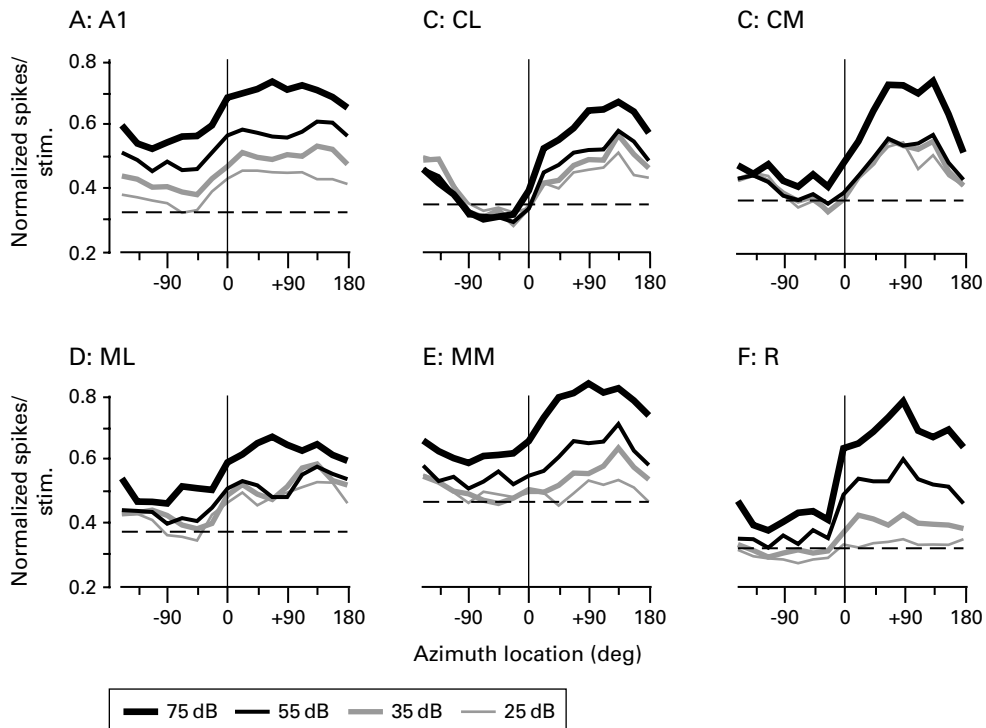 A: A1
C: CL
C: CM
Normalized spikes/
stim.
0.8
0.6
0.4
0.2
-90 0 +90 180
-90 0 +90 180
-90 0 +90 180
D: ML
E: MM
F: R
Normalized spikes/
stim.
0.8
0.6
0.4
0.2
-90 0 +90 180
-90 0 +90 180
-90 0 +90 180
Azimuth location (deg)
75 dB 55 dB 35 dB 25 dB